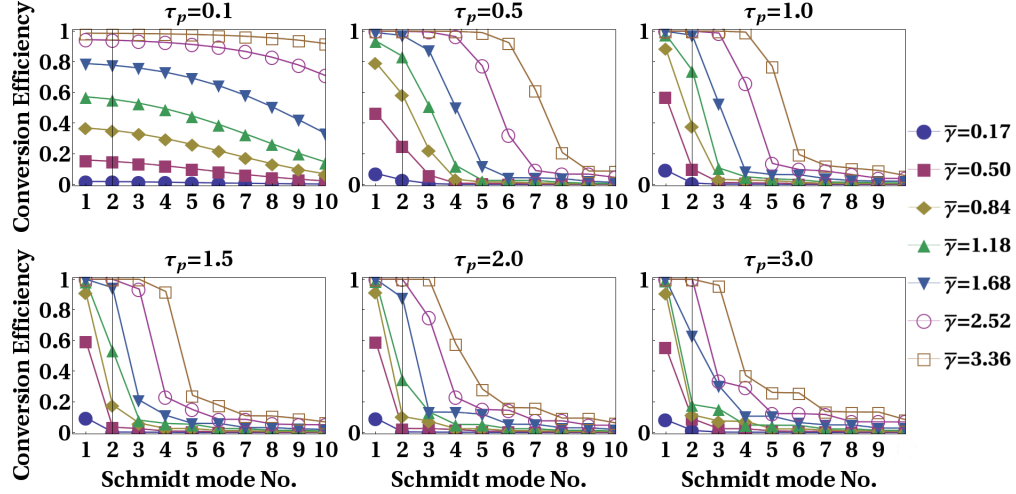 τp=0.1 τp=0.5 τp=1.0
Conversion Efficiency
1 0.8 0.6 0.4 0.2 0
1 0
1 0
1 2 3 4 5 6 7 8 9 10
1 2 3 4 5 6 7 8 9 10
1 2 3 4 5 6 7 8 9
γ̅=0.17
γ̅=0.50
γ̅=0.84
γ̅=1.18
γ̅=1.68
γ̅=2.52
γ̅=3.36
τp=1.5 τp=2.0 τp=3.0
Conversion Efficiency
1 0.8 0.6 0.4 0.2 0
1 0
1 0
1 2 3 4 5 6 7 8 9 10
1 2 3 4 5 6 7 8 9 10
1 2 3 4 5 6 7 8 9
Schmidt mode No. Schmidt mode No. Schmidt mode No.